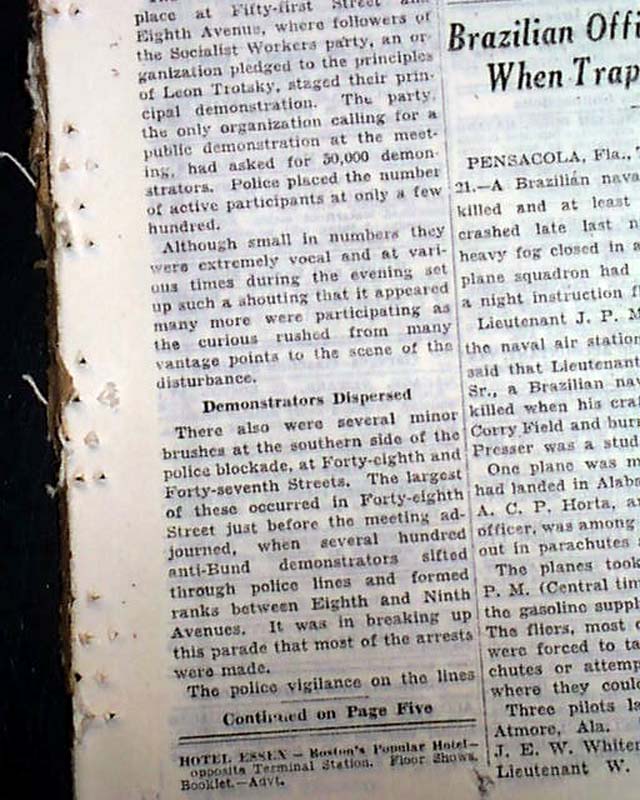 place at Fifty-first Street and
Eighth Avenue, where followers of
the Socialist Workers party, an or-
ganization pledged to the principles
of Leon Trotsky, staged their prin-
cipal demonstration. The party,
the only organization calling for a
public demonstration at the meet-
ing, had asked for 50,000 demon-
strators. Police placed the number
of active participants at only a few
hundred.
Although small in numbers they
were extremely vocal and at vari-
ous times during the evening set
up such a shouting that it appeared
many more were participating as
the curious rushed from many
vantage points to the scene of the
disturbance.
Demonstrators Dispersed
There also were several minor
brushes at the southern side of the
police blockade, at Forty-eighth and
Forty-seventh Streets. The largest
of these occurred in Forty-eighth
Street just before the meeting ad-
journed, when several hundred
anti-Bund demonstrators sifted
through police lines and formed
ranks between Eighth and Ninth
Avenues. It was in breaking up
this parade that most of the arrests
were made.
The police vigilance on the lines
Continued on Page Five
HOTEL ESSEX — Boston's Popular Hotel—
opposite Terminal Station. Floor Shows.
Booklet.—Advt.
Brazilian Offi
When Trap
PENSACOLA, Fla.,
21.—A Brazilian nava
killed and at least
crashed late last n
heavy fog closed in a
plane squadron had
a night instruction f
Lieutenant J. P. M
the naval air station
said that Lieutenant
Sr., a Brazilian na
killed when his cra
Corry Field and bur
Presser was a stud
One plane was m
had landed in Alaba
A. C. P. Horta, a
officer, was among
out in parachutes
The planes took
P. M. (Central tim
the gasoline suppl
The fliers, most
were forced to ta
chutes or attemp
where they could
Three pilots la
Atmore, Ala.
J. E. W. Whiten
Lieutenant W.